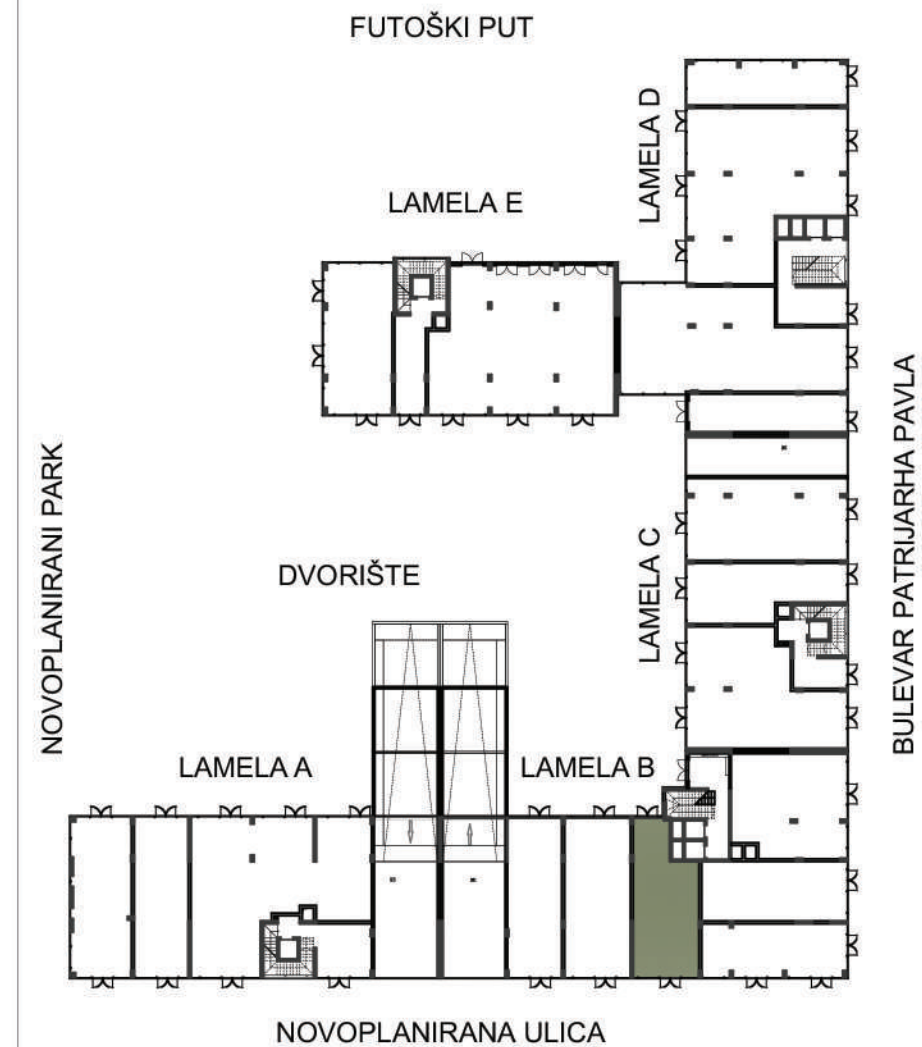 FUTOŠKI PUT
LAMELA D
LAMELA E
BULEVAR PATRIJARHA PAVLA
NOVOPLANIRANI PARK
LAMELA C
DVORIŠTE
LAMELA A
LAMELA B
NOVOPLANIRANA ULICA